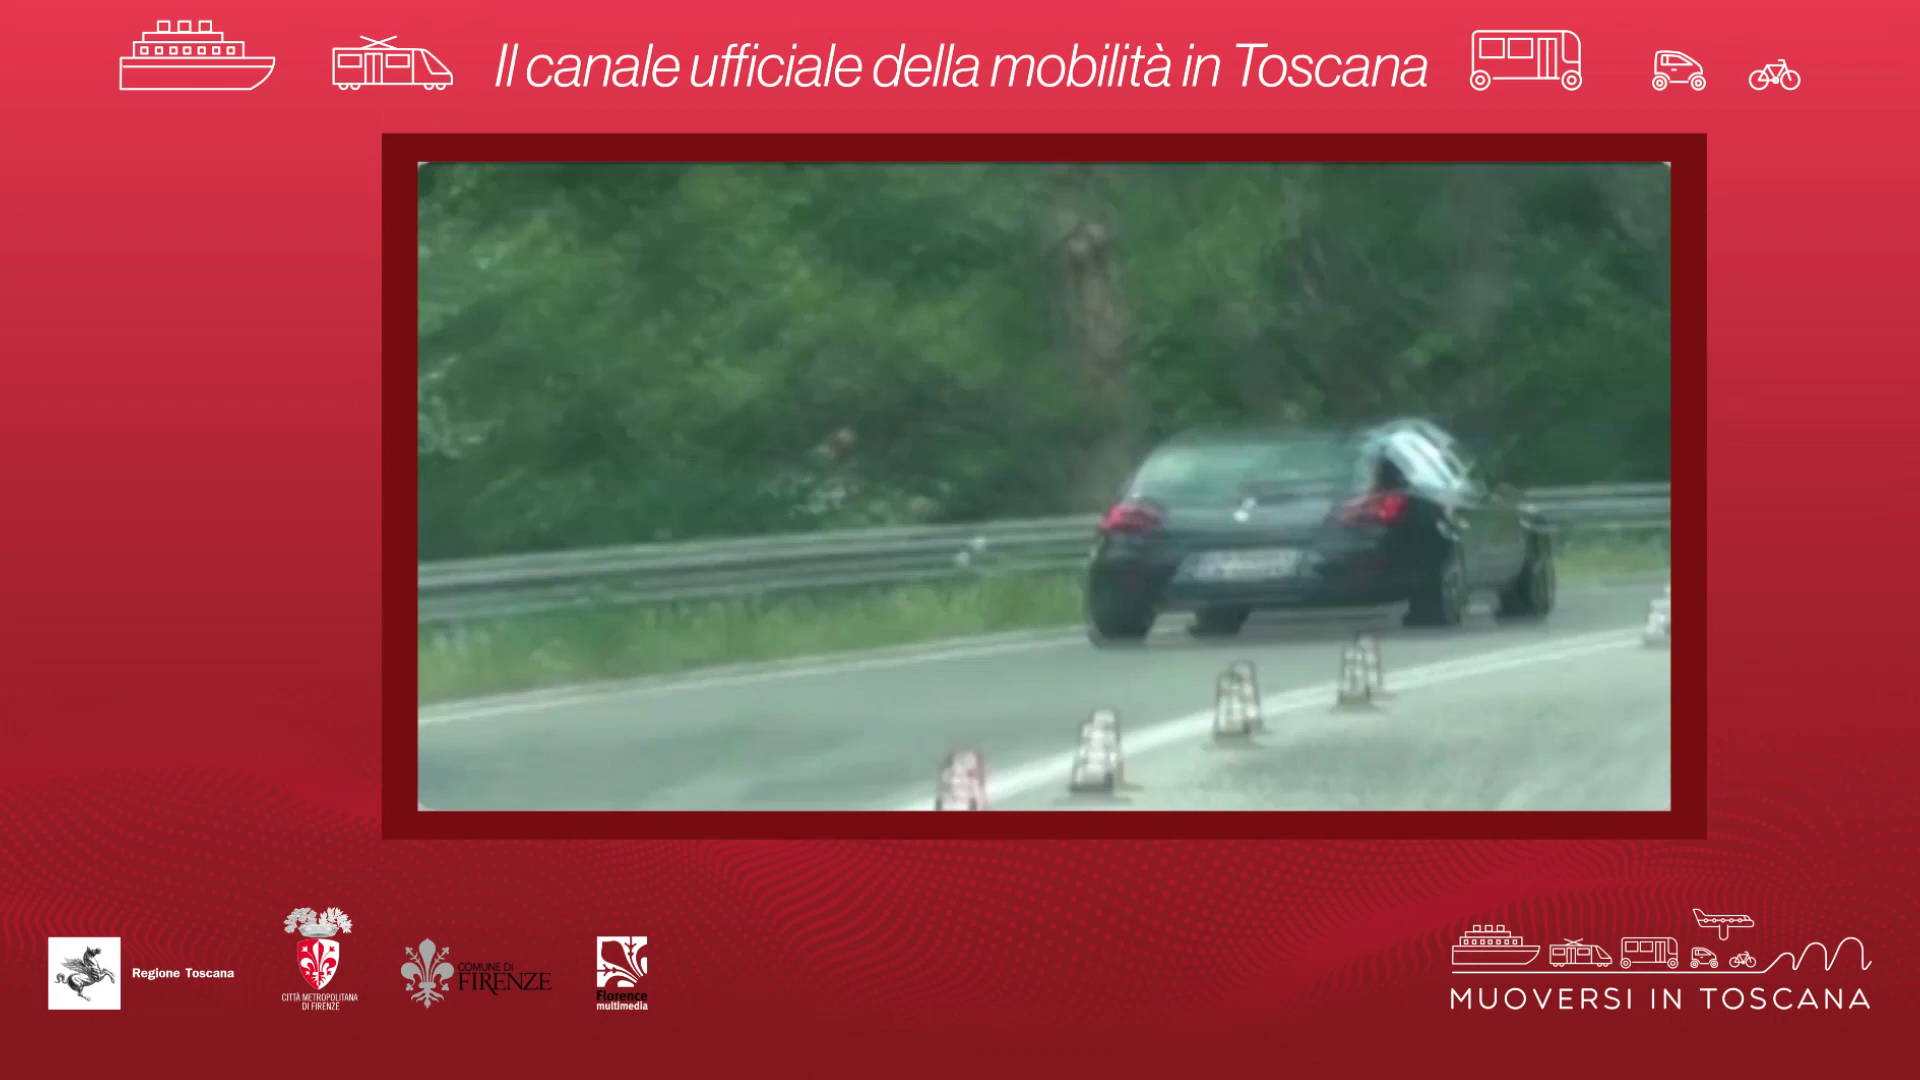 Il canale ufficiale della mobilità in Toscana
Regione Toscana
CITTÀ METROPOLITANA
DI FIRENZE
COMUNE DI
FIRENZE
Florence
multimedia
MUOVERSI IN TOSCANA